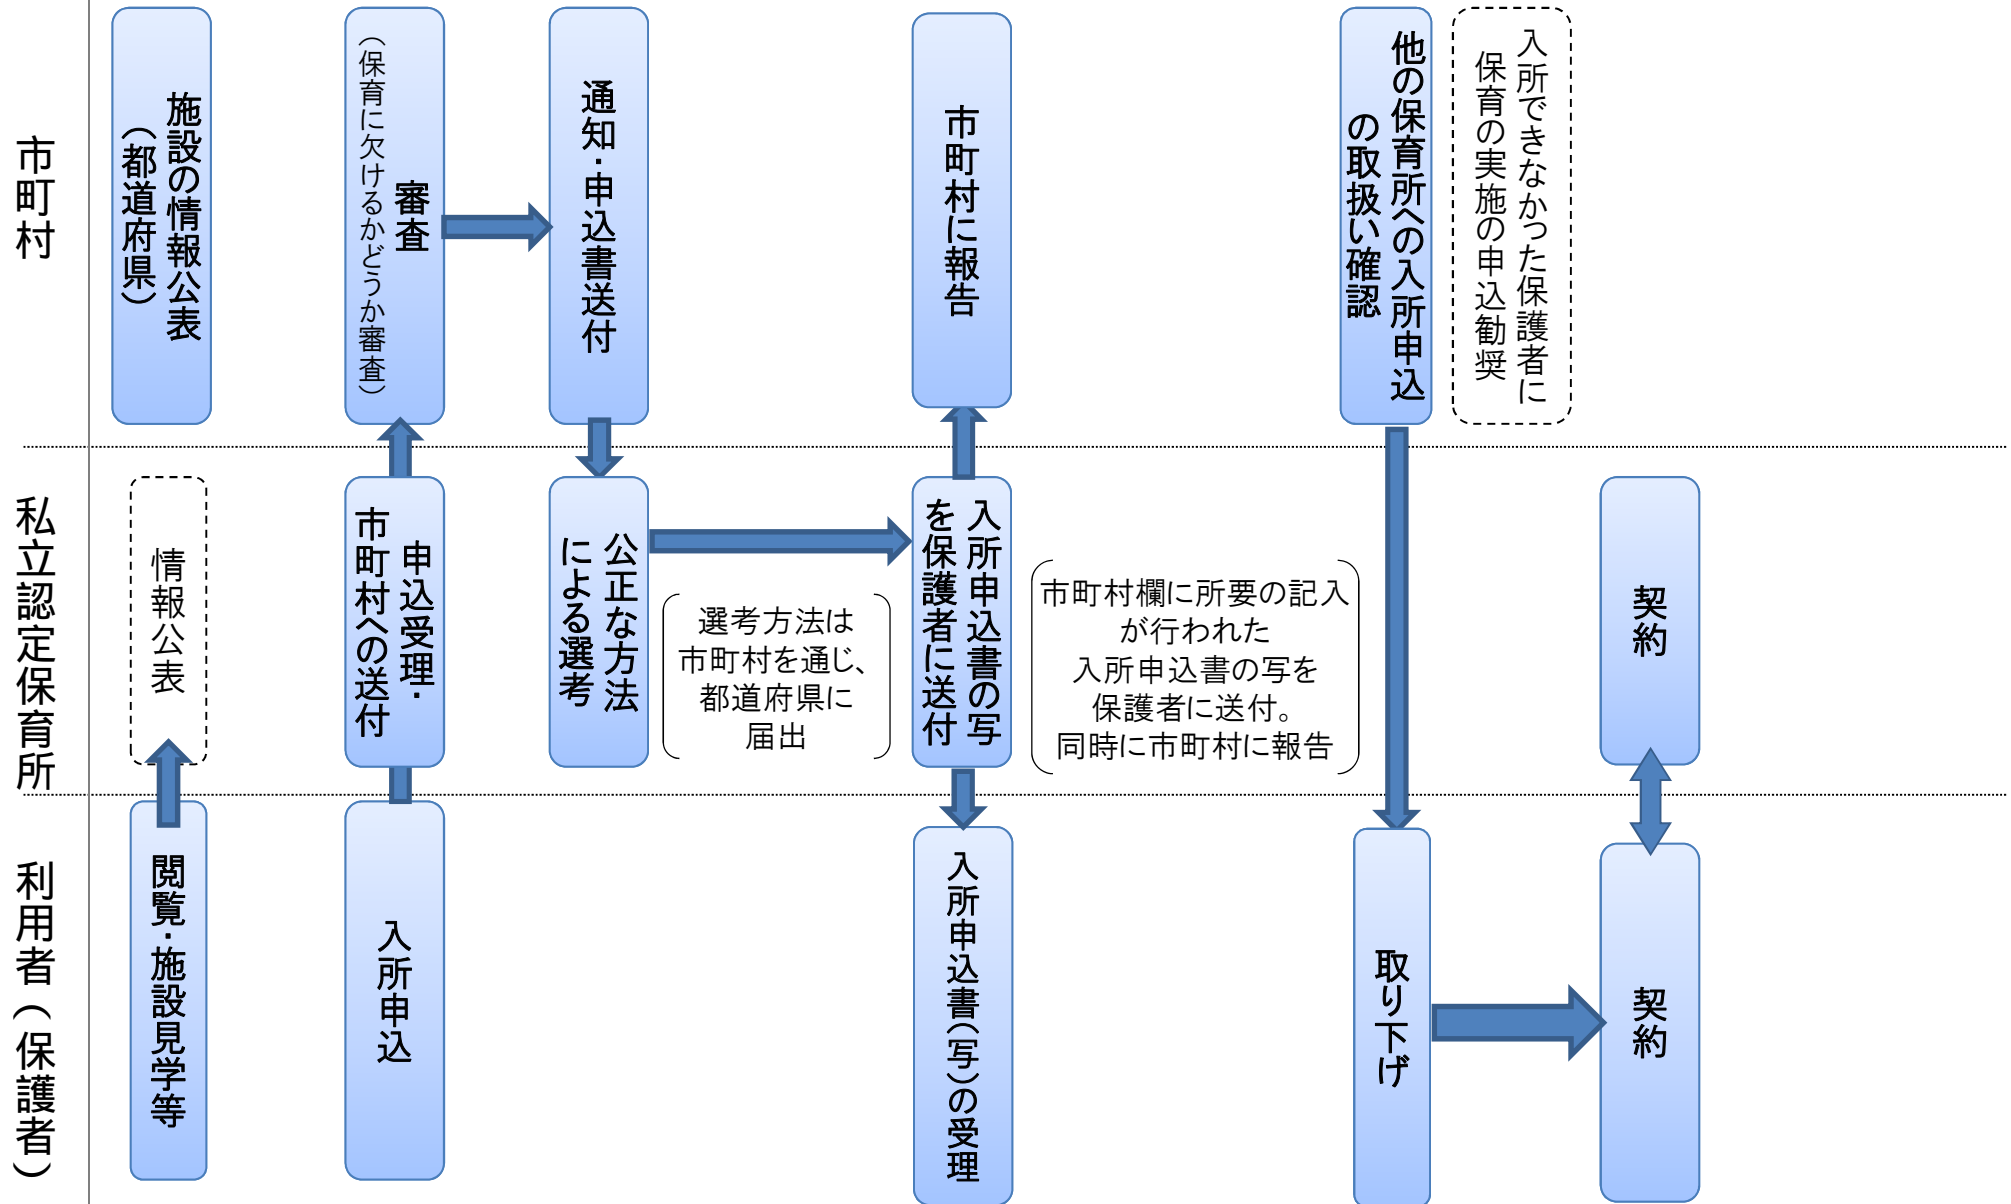 市町村
施設の情報公表
（都道府県）
審査
（保育に欠けるかどうか審査）
通知・申込書送付
市町村に報告
他の保育所への入所申込
の取扱い確認
入所できなかった保護者に
保育の実施の申込勧奨
私立認定保育所
情報公表
申込受理・
市町村への送付
公正な方法
による選考
選考方法は
市町村を通じ、
都道府県に
届出
入所申込書の写
を保護者に送付
市町村欄に所要の記入
が行われた
入所申込書の写を
保護者に送付。
同時に市町村に報告
契約
利用者（保護者）
閲覧・施設見学等
入所申込
入所申込書（写）の受理
取り下げ
契約